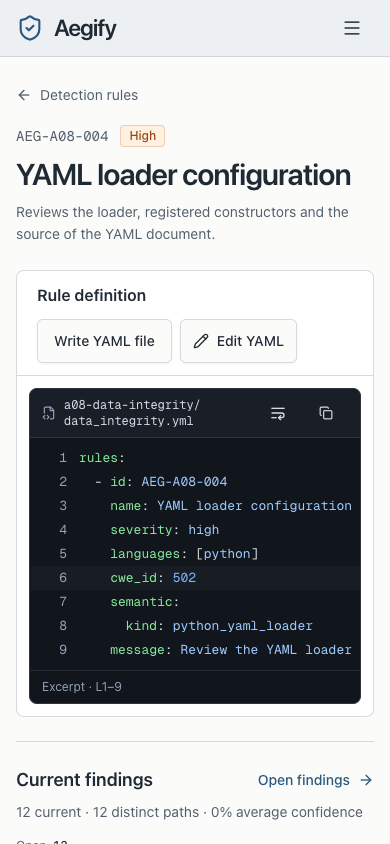 Aegify
Detection rules
AEG-A08-004 High
YAML loader configuration
Reviews the loader, registered constructors and the
source of the YAML document.
Rule definition
Write YAML file Edit YAML
a08-data-integrity/
data_integrity.yml
1 rules:
2 - id: AEG-A08-004
3 name: YAML loader configuration
4 severity: high
5 languages: [python]
6 cwe_id: 502
7 semantic:
8 kind: python_yaml_loader
9 message: Review the YAML loader
Excerpt · L1–9
Current findings Open findings
12 current · 12 distinct paths · 0% average confidence
Open 12